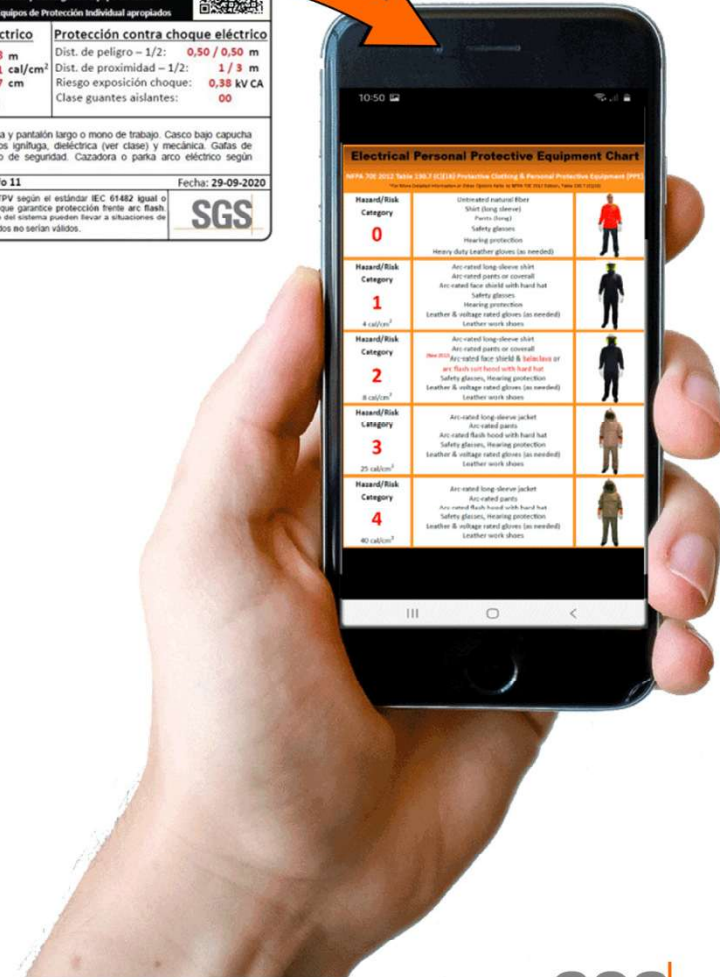 quipos de Protección Individual apropiados
ctrico
Protección contra choque eléctrico
m
Dist. de peligro – 1/2: 0,50 / 0,50 m
cal/cm²
Dist. de proximidad – 1/2: 1 / 3 m
cm
Riesgo exposición choque: 0,38 kV CA
Clase guantes aislantes: 00
a y pantalón largo o mono de trabajo. Casco bajo capucha
os ignífuga, dieléctrica (ver clase) y mecánica. Gafas de
o de seguridad. Cazadora o parka arco eléctrico según
o 11
Fecha: 29-09-2020
TPV según el estándar IEC 61482 igual o
que garantice protección frente arc flash.
del sistema pueden llevar a situaciones de
dos no serían válidos.
SGS
10:50
Electrical Personal Protective Equipment Chart
NFPA 70E 2012 Table 130.7 (C)(16) Protective Clothing & Personal Protective Equipment (PPE)
Hazard/Risk
Category
0
Untreated natural fiber
Shirt (long sleeve)
Pants (long)
Safety glasses
Hearing protection
Heavy duty Leather gloves (as needed)
Hazard/Risk
Category
1
4 cal/cm²
Arc-rated long-sleeve shirt
Arc-rated pants or coverall
Arc-rated face shield with hard hat
Safety glasses
Hearing protection
Leather & voltage rated gloves (as needed)
Leather work shoes
Hazard/Risk
Category
2
8 cal/cm²
Arc-rated long-sleeve shirt
Arc-rated pants or coverall
Arc-rated face shield & balaclava or
arc flash suit hood with hard hat
Safety glasses, Hearing protection
Leather & voltage rated gloves (as needed)
Leather work shoes
Hazard/Risk
Category
3
25 cal/cm²
Arc-rated long-sleeve jacket
Arc-rated pants
Arc-rated flash hood with hard hat
Safety glasses, Hearing protection
Leather & voltage rated gloves (as needed)
Leather work shoes
Hazard/Risk
Category
4
40 cal/cm²
Arc-rated long-sleeve jacket
Arc-rated pants
Arc-rated flash hood with hard hat
Safety glasses, Hearing protection
Leather & voltage rated gloves (as needed)
Leather work shoes